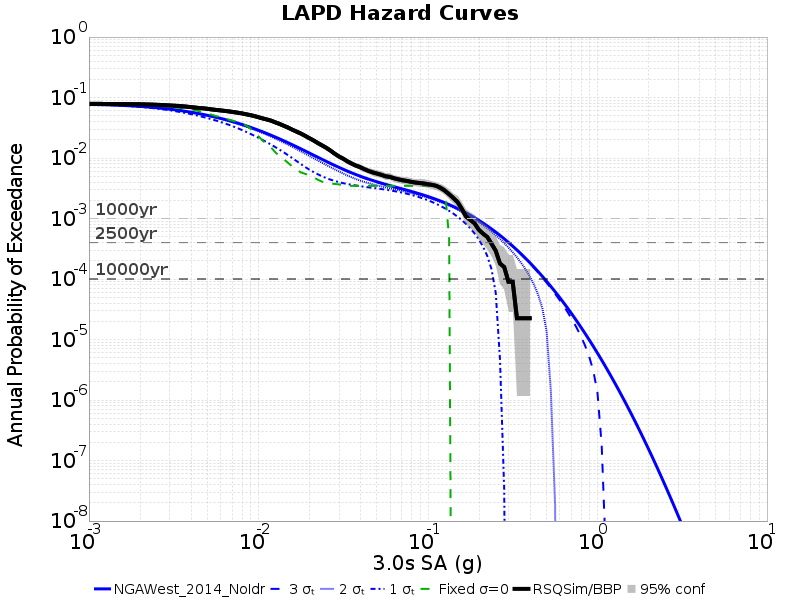 LAPD Hazard Curves
Annual Probability of Exceedance
10^0
10^-1
10^-2
10^-3
10^-4
10^-5
10^-6
10^-7
10^-8
1000yr
2500yr
10000yr
10^-3 10^-2 10^-1 10^0 10^1
3.0s SA (g)
NGAWest_2014_NoIdr 3 σₜ 2 σₜ 1 σₜ Fixed σ=0 RSQSim/BBP 95% conf